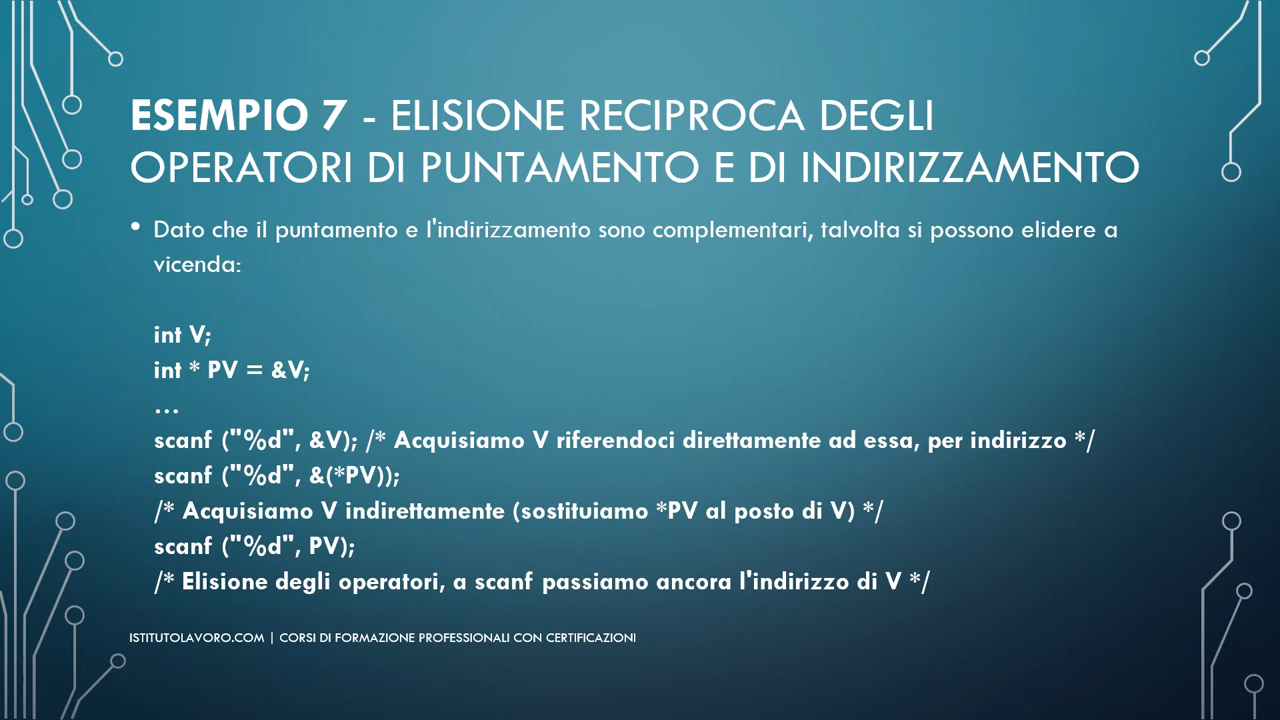 ESEMPIO 7 - ELISIONE RECIPROCA DEGLI
OPERATORI DI PUNTAMENTO E DI INDIRIZZAMENTO
• Dato che il puntamento e l'indirizzamento sono complementari, talvolta si possono elidere a
vicenda:
int V;
int * PV = &V;
…
scanf ("%d", &V); /* Acquisiamo V riferendoci direttamente ad essa, per indirizzo */
scanf ("%d", &(*PV));
/* Acquisiamo V indirettamente (sostituiamo *PV al posto di V) */
scanf ("%d", PV);
/* Elisione degli operatori, a scanf passiamo ancora l'indirizzo di V */
ISTITUTOLAVORO.COM | CORSI DI FORMAZIONE PROFESSIONALI CON CERTIFICAZIONI